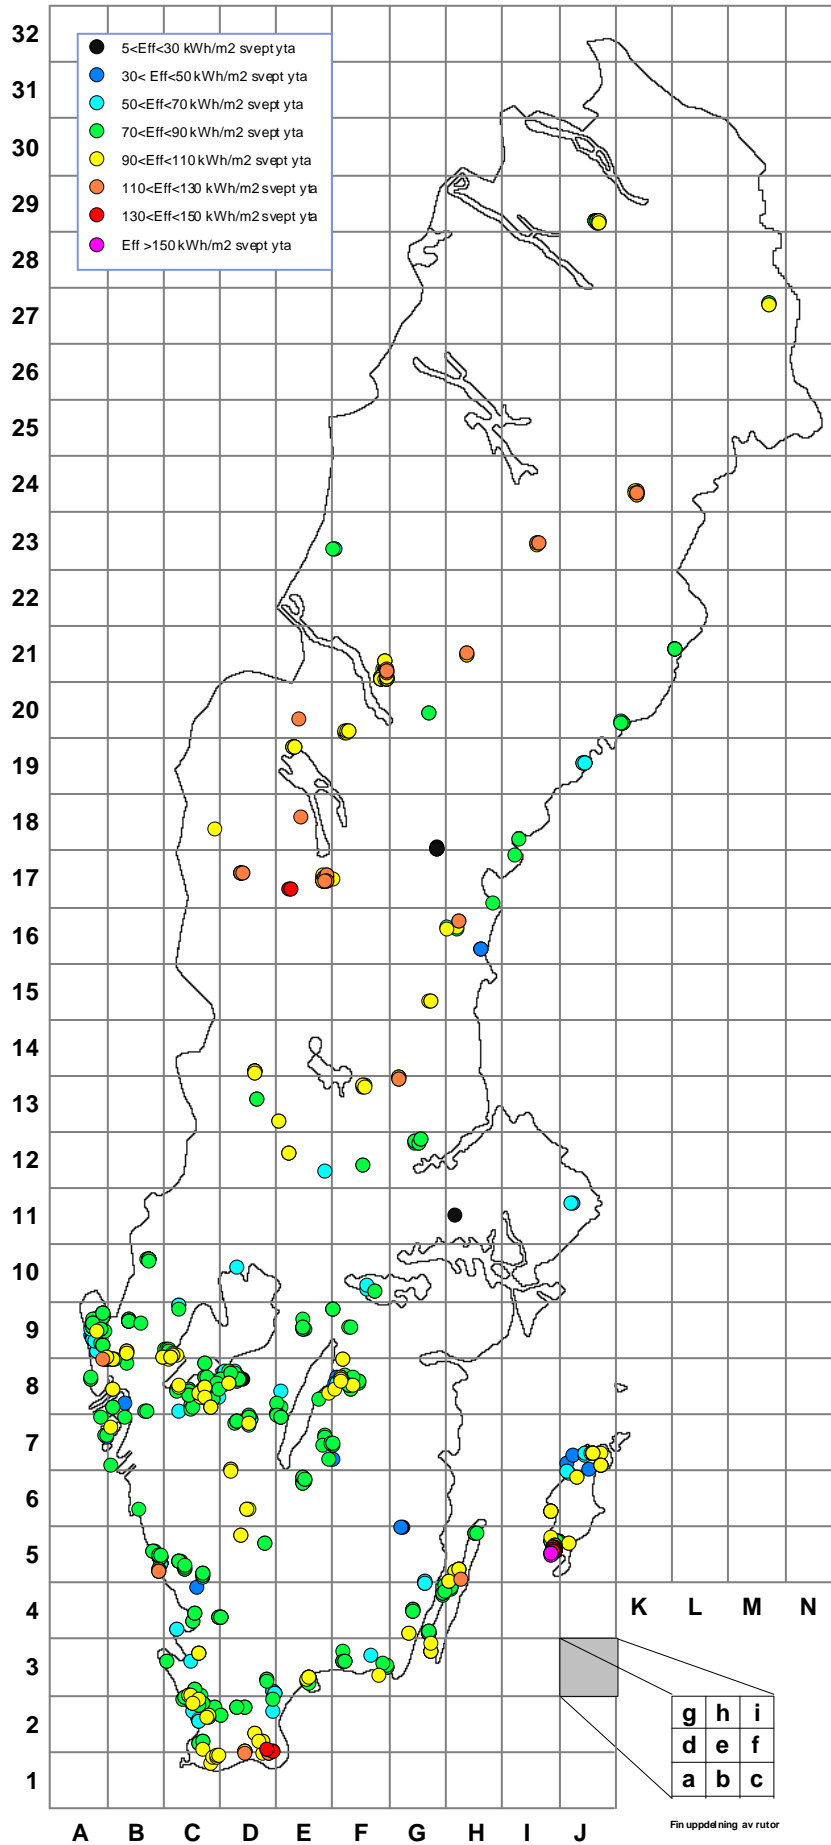 32
5<Eff<30 kWh/m2 svept yta
30< Eff<50 kWh/m2 svept yta
31
50<Eff<70 kWh/m2 svept yta
70<Eff<90 kWh/m2 svept yta
30
90<Eff<110 kWh/m2 svept yta
110<Eff<130 kWh/m2 svept yta
29
130<Eff<150 kWh/m2 svept yta
Eff >150 kWh/m2 svept yta
28
27
26
25
24
23
22
21
20
19
18
17
16
15
14
13
12
11
10
9
8
7
6
5
4
K L M N
3
2
g h i
d e f
a b c
1
Fin uppdelning av rutor
A B C D E F G H I J